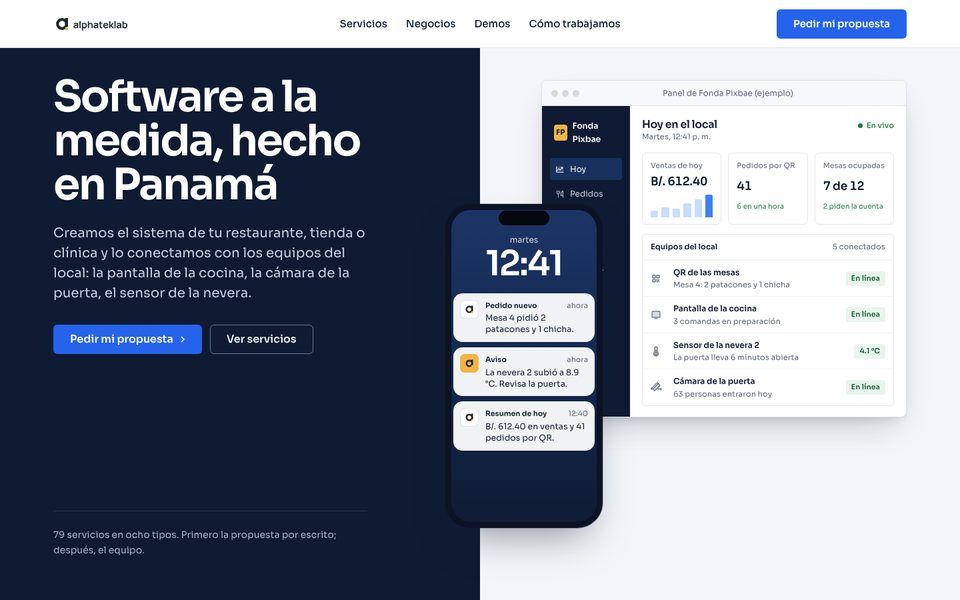 alphateklab
Servicios
Negocios
Demos
Cómo trabajamos
Pedir mi propuesta
Software a la
medida, hecho
en Panamá
Creamos el sistema de tu restaurante, tienda o
clínica y lo conectamos con los equipos del
local: la pantalla de la cocina, la cámara de la
puerta, el sensor de la nevera.
Pedir mi propuesta ›
Ver servicios
79 servicios en ocho tipos. Primero la propuesta por escrito;
después, el equipo.
martes
12:41
Pedido nuevo
ahora
Mesa 4 pidió 2
patacones y 1 chicha.
Aviso
ahora
La nevera 2 subió a 8.9
°C. Revisa la puerta.
Resumen de hoy
12:40
B/. 612.40 en ventas y 41
pedidos por QR.
Panel de Fonda Pixbae (ejemplo)
FP
Fonda
Pixbae
Hoy
Pedidos
Hoy en el local
Martes, 12:41 p. m.
En vivo
Ventas de hoy
B/. 612.40
Pedidos por QR
41
6 en una hora
Mesas ocupadas
7 de 12
2 piden la cuenta
Equipos del local
5 conectados
QR de las mesas
Mesa 4: 2 patacones y 1 chicha
En línea
Pantalla de la cocina
3 comandas en preparación
En línea
Sensor de la nevera 2
La puerta lleva 6 minutos abierta
4.1 °C
Cámara de la puerta
63 personas entraron hoy
En línea